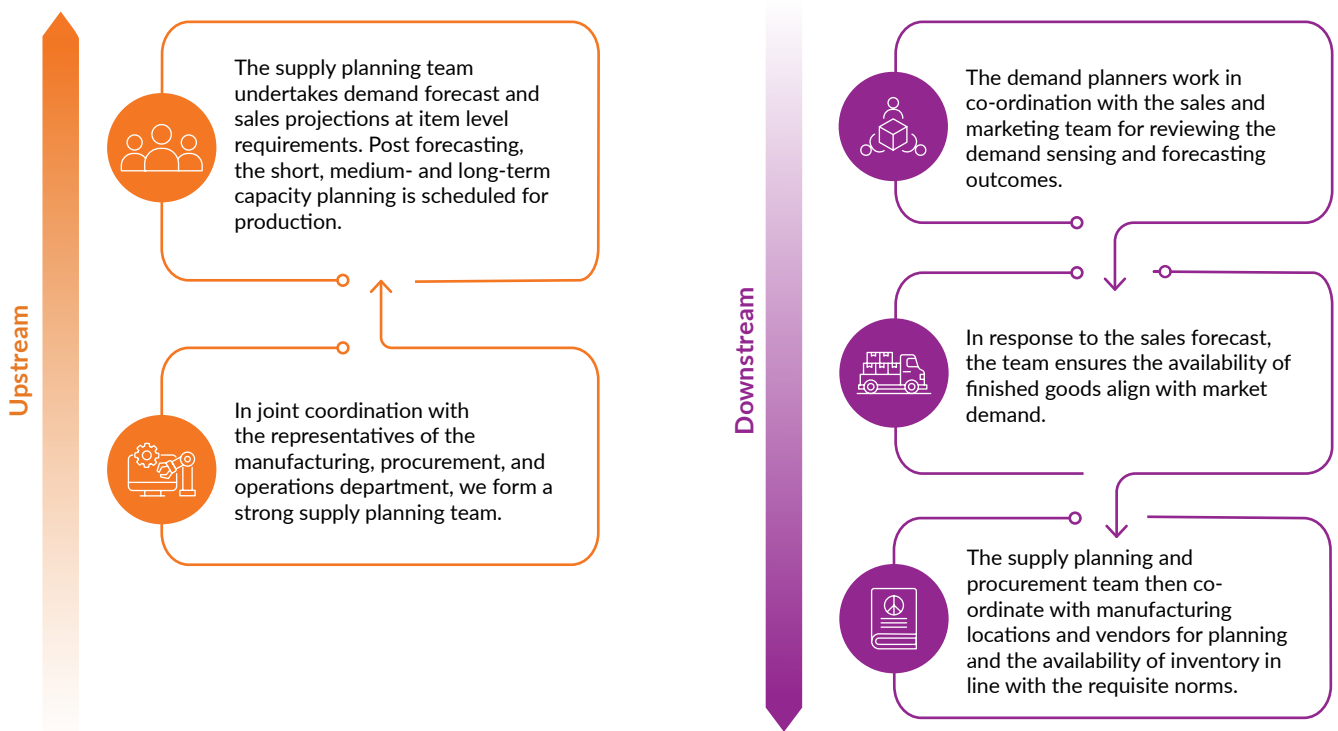 Upstream
The supply planning team
undertakes demand forecast and
sales projections at item level
requirements. Post forecasting,
the short, medium- and long-term
capacity planning is scheduled for
production.
In joint coordination with
the representatives of the
manufacturing, procurement, and
operations department, we form a
strong supply planning team.
Downstream
The demand planners work in
co-ordination with the sales and
marketing team for reviewing the
demand sensing and forecasting
outcomes.
In response to the sales forecast,
the team ensures the availability of
finished goods align with market
demand.
The supply planning and
procurement team then co-
ordinate with manufacturing
locations and vendors for planning
and the availability of inventory in
line with the requisite norms.